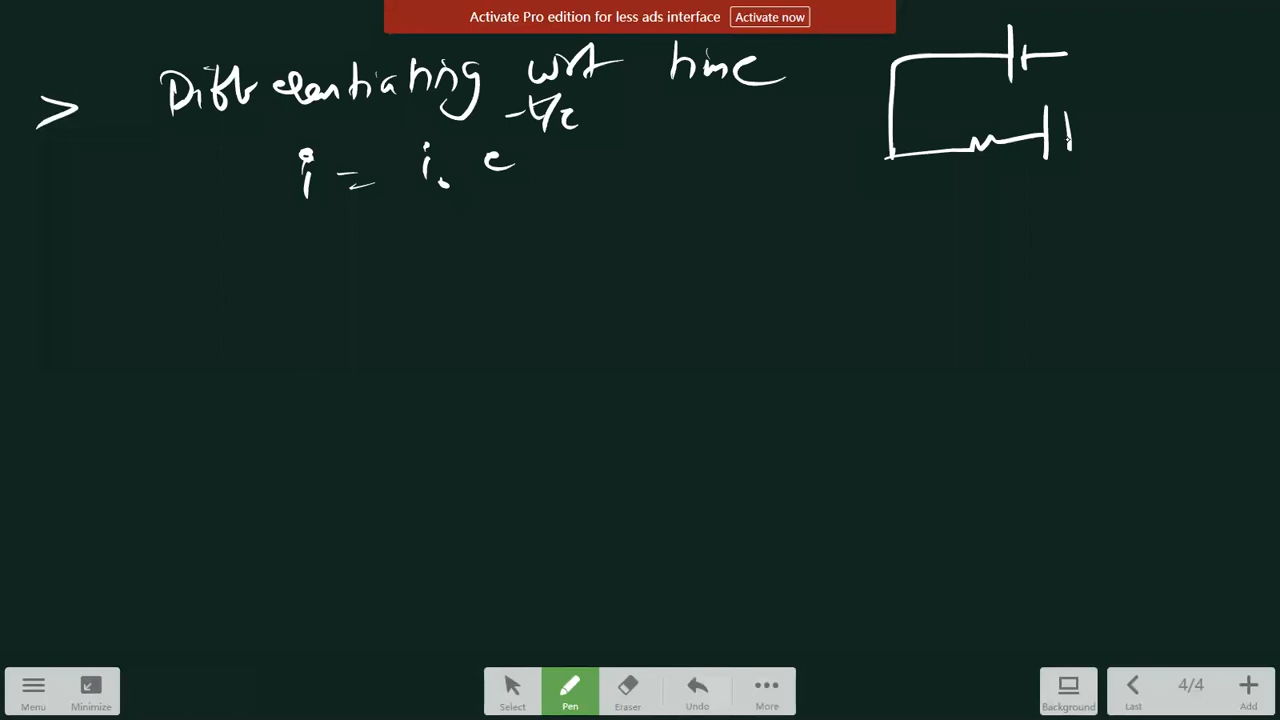 Activate Pro edition for less ads interface Activate now
> Differentiating wrt time
i = i₀ e^(-t/τ)
Menu Minimize Select Pen Eraser Undo More Background Last 4/4 Add